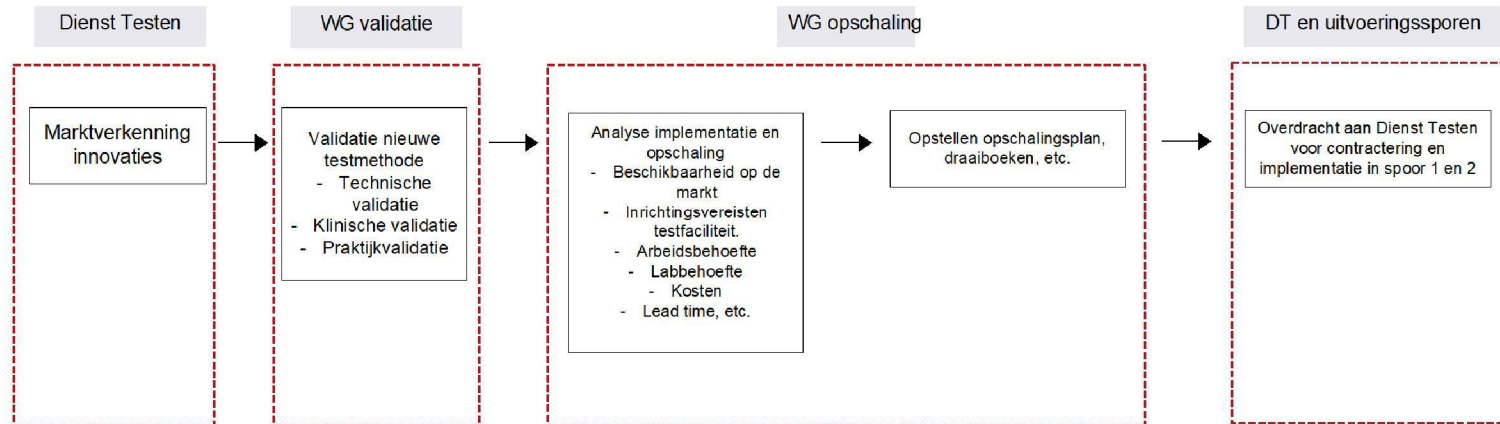 Dienst Testen
WG validatie
WG opschaling
DT en uitvoeringssporen
Marktverkenning
innovaties
Validatie nieuwe
testmethode
- Technische
validatie
- Klinische validatie
- Praktijkvalidatie
Analyse implementatie en
opschaling
- Beschikbaarheid op de
markt
- Inrichtingsvereisten
testfaciliteit.
- Arbeidsbehoefte
- Labbehoefte
- Kosten
- Lead time, etc.
Opstellen opschalingsplan,
draaiboeken, etc.
Overdracht aan Dienst Testen
voor contractering en
implementatie in spoor 1 en 2